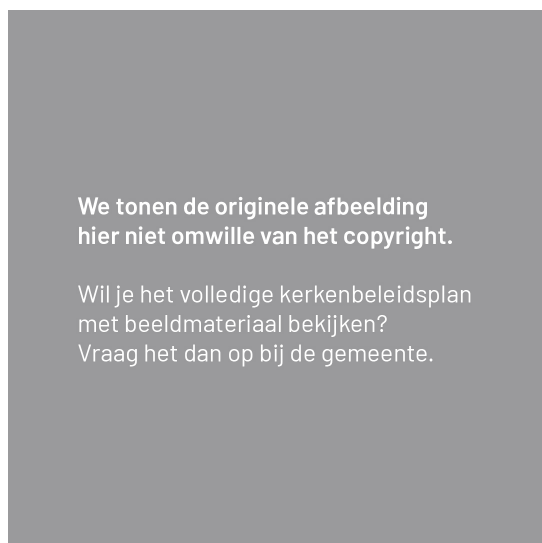 We tonen de originele afbeelding
hier niet omwille van het copyright.
Wil je het volledige kerkenbeleidsplan
met beeldmateriaal bekijken?
Vraag het dan op bij de gemeente.